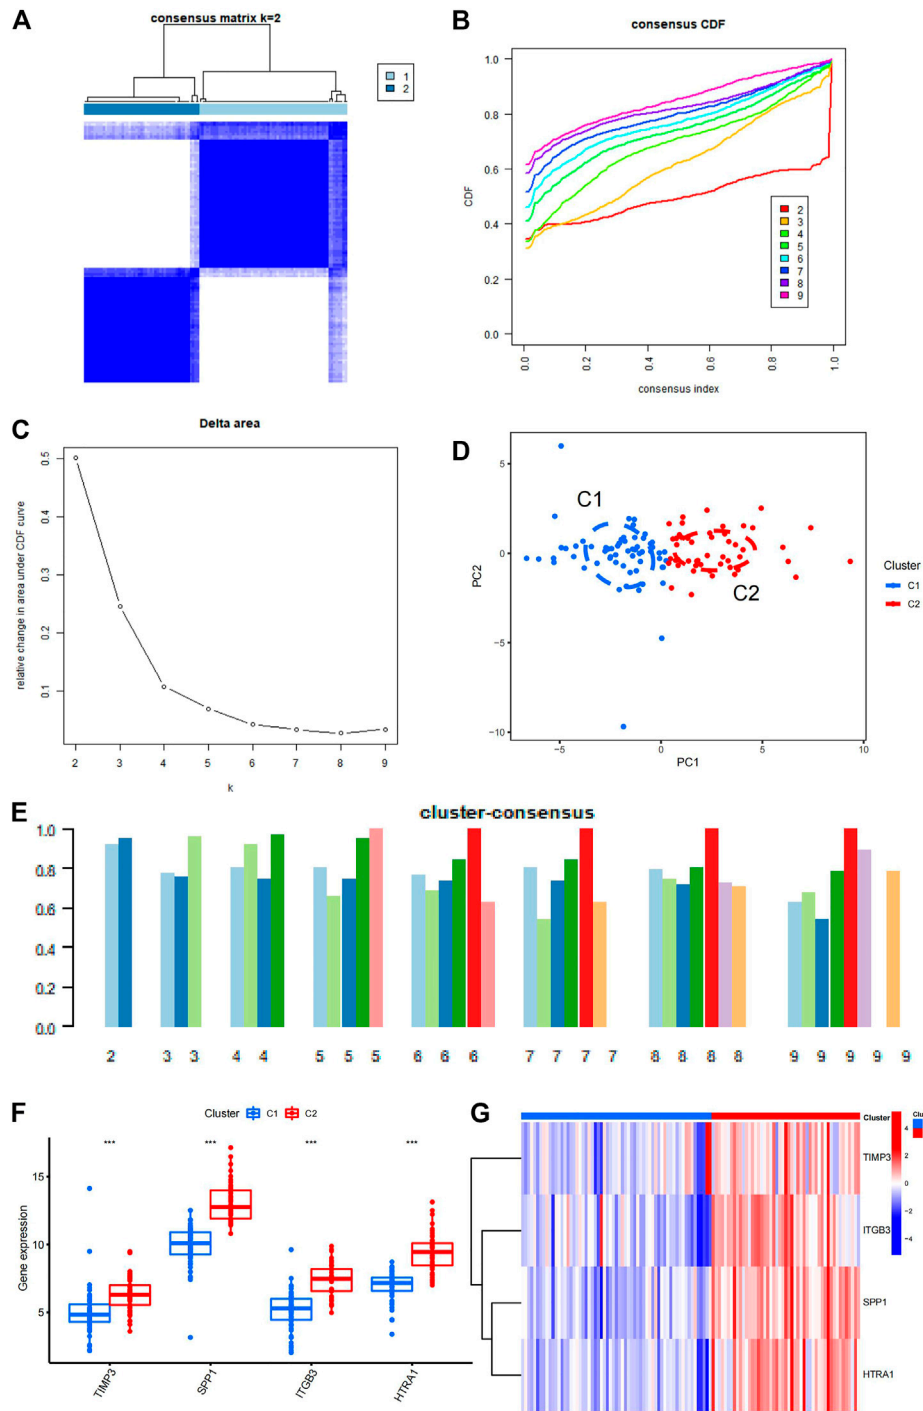 A
consensus matrix k=2
1
2
B
consensus CDF
CDF
1.0
0.8
0.6
0.4
0.2
0.0
2
3
4
5
6
7
8
9
0.0
0.2
0.4
0.6
0.8
1.0
consensus index
C
Delta area
relative change in area under CDF curve
0.5
0.4
0.3
0.2
0.1
2
3
4
5
6
7
8
9
k
D
PC2
5
0
−5
−10
C1
C2
−5
0
5
10
PC1
Cluster
C1
C2
E
cluster-consensus
1.0
0.8
0.6
0.4
0.2
0.0
2 3 3 4 4 5 5 5 6 6 6 7 7 7 7 8 8 8 8 9 9 9 9 9
F
Cluster C1 C2
Gene expression
15
10
5
*** *** *** ***
TIMP3
SPP1
ITGB3
HTRA1
G
Cluster
TIMP3
ITGB3
SPP1
HTRA1
4
2
0
−2
−4
Clu